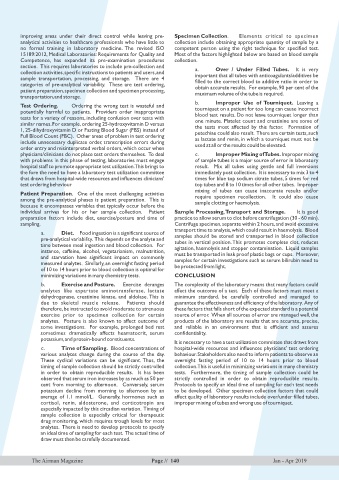 improving areas under their direct control while leaving pre-
analytical activities to healthcare professionals who have little to
no formal training in laboratory medicine. The revised ISO
15189:2012, Medical Laboratories: Requirements for Quality and
Competence, has expanded its pre-examination procedures
section. This requires laboratories to include pre-collection and
collection activities, specific instructions to patients and users, and
sample transportation, processing, and storage. There are 4
categories of pre-analytical variability. These are test ordering,
patient preparation, specimen collection and specimen processing,
transportation, and storage.
Test Ordering. Ordering the wrong test is wasteful and
potentially harmful to patients. Providers order inappropriate
tests for a variety of reasons, including confusion over tests with
similar names. For example, ordering 25-hydroxyvitamin D versus
1, 25-dihydroxyvitamin D or Fasting Blood Sugar (FBS) instead of
Full Blood Count (FBC). Other areas of problem in test ordering
include unnecessary duplicate order, transcription errors during
order entry and misinterpreted verbal orders, which occur when
physicians/clinicians do not place test orders themselves. To deal
with problems in this phase of testing, laboratories must engage
hospital staff to promote appropriate test utilization. This brings to
the fore the need to have a laboratory test utilization committee
that draws from hospital-wide resources and influences clinicians'
test ordering behaviour
Patient Preparation. One of the most challenging activities
among the pre-analytical phases is patient preparation. This is
because it encompasses variables that typically occur before the
individual arrives for his or her sample collection. Patient
preparation factors include diet, exercise/posture and time of
sampling.
a. Diet. Food ingestion is a significant source of
pre-analytical variability. This depends on the analyte and
time between meal ingestion and blood collection. For
instance, caffeine, alcohol, vegetarianism, malnutrition,
and starvation have significant impact on commonly
measured analytes. Similarly, an overnight fasting period
of 10 to 14 hours prior to blood collection is optimal for
minimizing variations in many chemistry tests.
b. Exercise and Posture. Exercise deranges
analytes like aspartate aminotransferase, lactate
dehydrogenase, creatinine kinase, and aldolase. This is
due to skeletal muscle release. Patients should
therefore, be instructed to avoid moderate to strenuous
exercise prior to specimen collection for certain
analytes. Posture is also known to affect outcome of
some investigations. For example, prolonged bed rest
conscience dramatically affects haematocrit, serum
potassium, and protein-bound constituents.
c. Time of Sampling. Blood concentrations of
various analytes change during the course of the day.
These cyclical variations can be significant. Thus, the
timing of sample collection should be strictly controlled
in order to obtain reproducible results. It has been
observed that serum iron increases by as much as 50 per
cent from morning to afternoon. Conversely, serum
potassium decline from morning to afternoon by an
average of 1.1 mmol/L. Generally hormones such as
cortisol, renin, aldosterone, and corticotropin are
especially impacted by this circadian variation. Timing of
sample collection is especially critical for therapeutic
drug monitoring, which requires trough levels for most
analytes. There is need to develop protocols to specify
an ideal time of sampling for each test. The actual time of
draw must then be carefully documented.
Specimen Collection. Elements critical to specimen
collection include obtaining appropriate quantity of sample by a
competent person using the right technique for specified test.
Most of the factors highlighted below are based on blood sample
collection.
a. Over / Under Filled Tubes. It is very
important that all tubes with anticoagulants/additives be
filled to the correct blood to additive ratio in order to
obtain accurate results. For example, 90 per cent of the
maximum volume of the tube is required.
b. Improper Use of Tourniquet. Leaving a
tourniquet on a patient for too long can cause incorrect
blood test results. Do not leave tourniquet longer than
one minute. Platelet count and creatinine are some of
the tests most affected by this factor. Formation of
petechiae could also result. There are certain tests, such
as lactate and renin, in which a tourniquet must not be
used at all or the results could be elevated.
c. Improper Mixing of Tubes. Improper mixing
of sample tubes is a major source of error in laboratory
result. Mix all tubes using gentle and full inversions
immediately post collection. It is necessary to mix 3 to 4
times for blue top sodium citrate tubes, 5 times for red
top tubes and 8 to 10 times for all other tubes. Improper
mixing of tubes can cause inaccurate results and/or
require specimen recollection. It could also cause
sample clotting or haemolysis.
Sample Processing, Transport and Storage. It is good
practice to allow serum to clot before centrifugation (30 - 60 min).
Centrifuge specimen, separate within 2 hours, and avoid excessive
transport time to analysis, which could result in haemolysis. Blood
samples should be stored and transported in blood collection
tubes in vertical position. This promotes complete clot, reduces
agitation, haemolysis and stopper contamination. Liquid samples
must be transported in leak proof plastic bags or cups. Moreover,
samples for certain investigations such as serum bilirubin need to
be protected from light.
CONCLUSION
The complexity of the laboratory means that many factors could
affect the outcome of a test. Each of these factors must meet a
minimum standard, be carefully controlled and managed to
guarantee the effectiveness and efficiency of the laboratory. Any of
these factors that falls short of the expected standard is a potential
source of error. When all sources of error are managed well, the
products of the laboratory are results that are accurate, precise,
and reliable in an environment that is efficient and assures
confidentiality.
It is necessary to have a test utilization committee that draws from
hospital-wide resources and influences physicians' test ordering
behaviour. Stakeholders also need to inform patients to observe an
overnight fasting period of 10 to 14 hours prior to blood
collection. This is useful in minimizing variations in many chemistry
tests. Furthermore, the timing of sample collection could be
strictly controlled in order to obtain reproducible results.
Protocols to specify an ideal time of sampling for each test needs
to be developed. Other specimen collection factors that could
affect quality of laboratory results include over/under-filled tubes,
improper mixing of tubes and wrong use of tourniquet.
The Airman Magazine Page // 140 Jan - Apr 2019